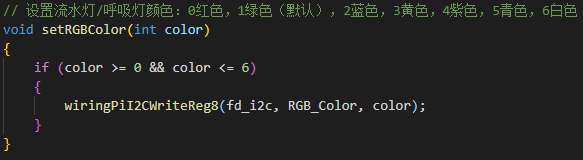 // 设置流水灯/呼吸灯颜色：0红色，1绿色（默认），2蓝色，3黄色，4紫色，5青色，6白色
void setRGBColor(int color)
{
    if (color >= 0 && color <= 6)
    {
        wiringPiI2CWriteReg8(fd_i2c, RGB_Color, color);
    }
}